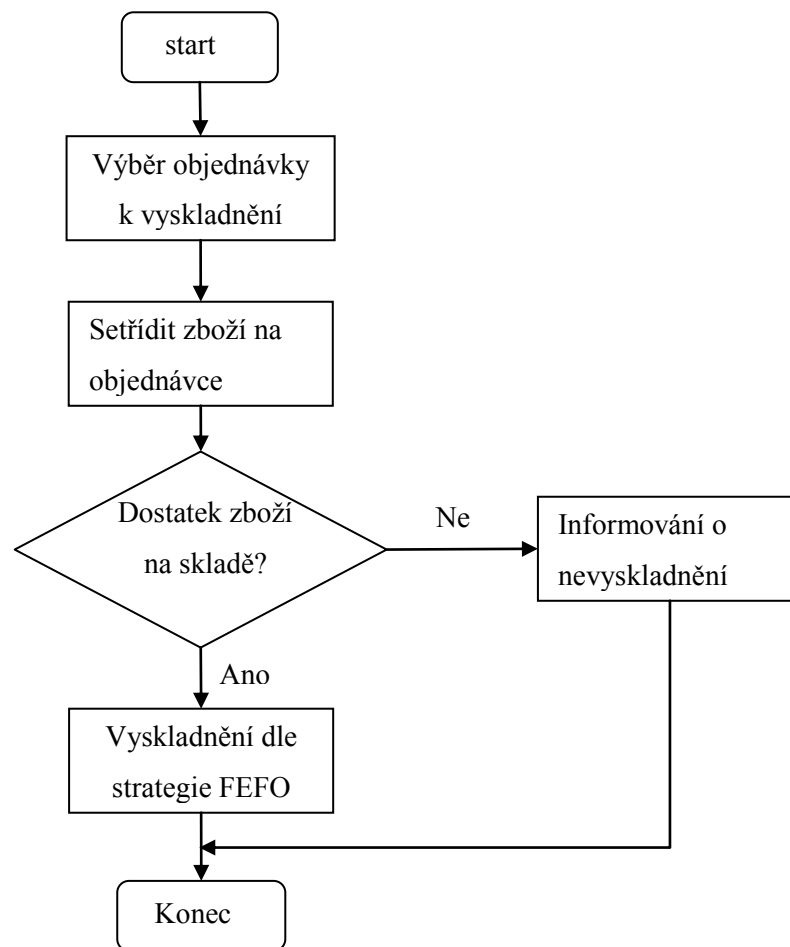 start
Výběr objednávky
k vyskladnění
Setřídit zboží na
objednávce
Dostatek zboží
na skladě?
Ne
Informování o
nevyskladnění
Ano
Vyskladnění dle
strategie FEFO
Konec